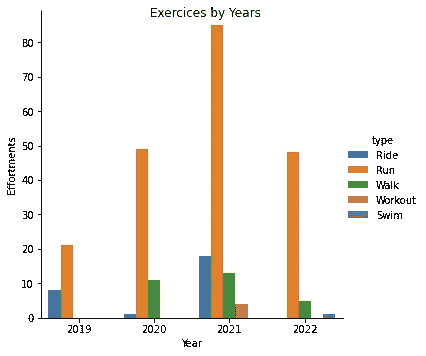 Exercices by Years
80
70
60
50
40
30
20
10
0
Effortments
2019 2020 2021 2022
Year
type
Ride
Run
Walk
Workout
Swim